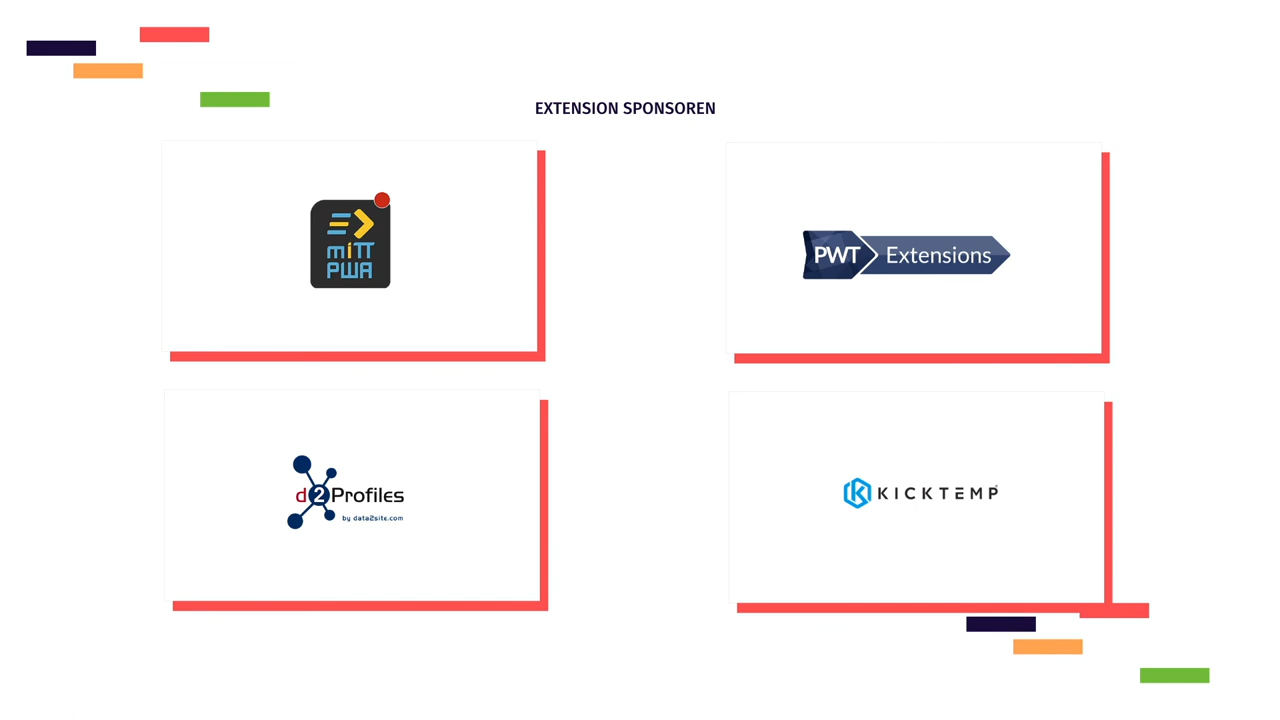 EXTENSION SPONSOREN
miTT
PWA
PWT Extensions
d2Profiles
by data2site.com
KICKTEMP